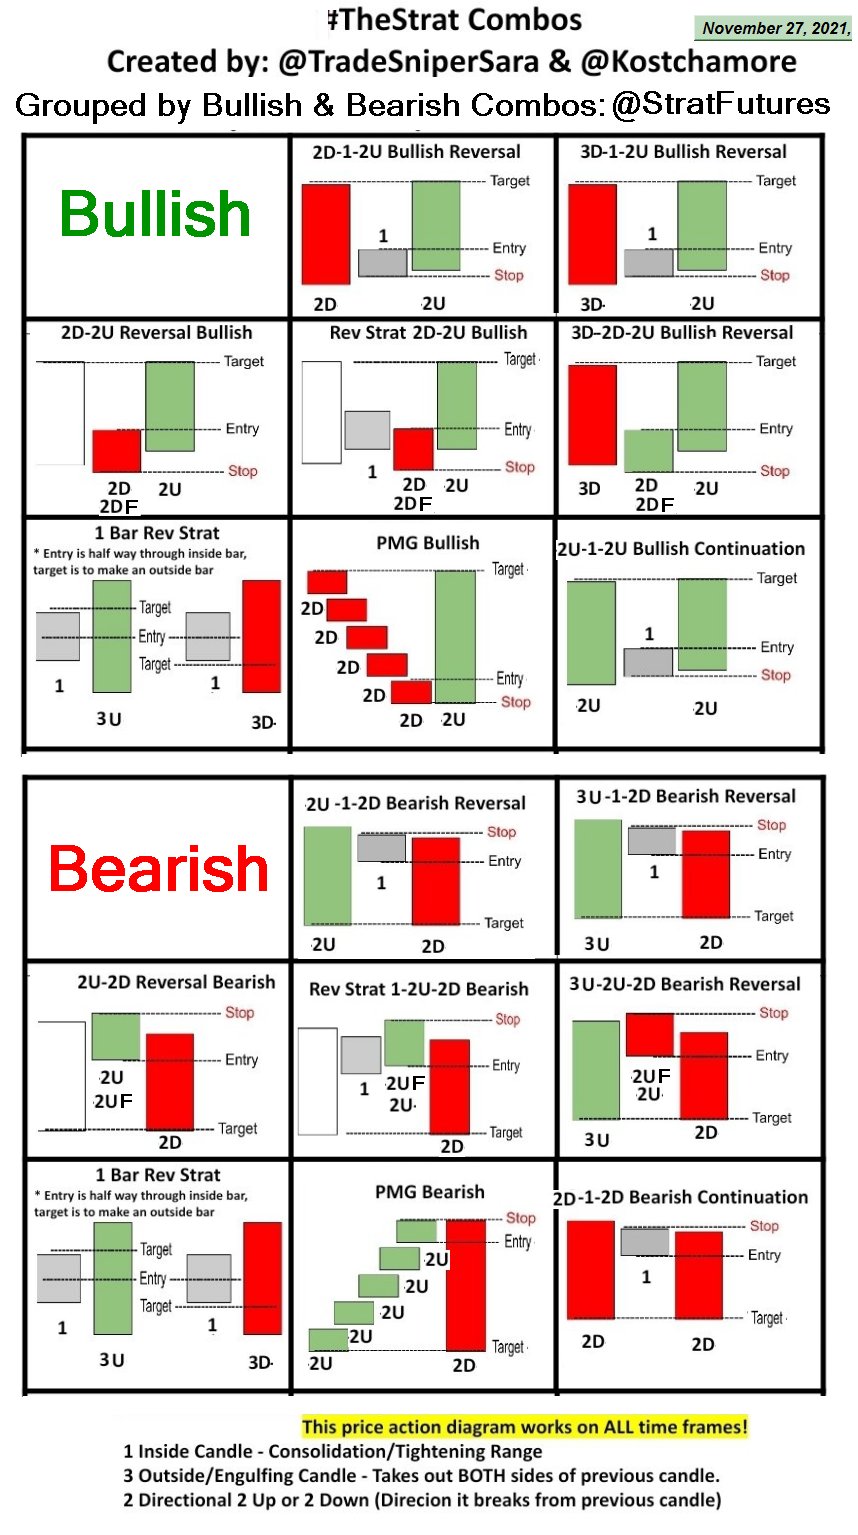 #TheStrat Combos
November 27, 2021,
Created by: @TradeSniperSara & @Kostchamore
Grouped by Bullish & Bearish Combos: @StratFutures
Bullish
2D-1-2U Bullish Reversal
Target
1
Entry
Stop
2D
2U
3D-1-2U Bullish Reversal
Target
1
Entry
Stop
3D
2U
2D-2U Reversal Bullish
Target
Entry
Stop
2D 2U
2DF
Rev Strat 2D-2U Bullish
Target
Entry
Stop
1
2D 2U
2DF
3D-2D-2U Bullish Reversal
Target
Entry
Stop
3D 2D 2U
2DF
1 Bar Rev Strat
* Entry is half way through inside bar,
target is to make an outside bar
Target
Entry
Target
1
1
3U
3D
PMG Bullish
Target
2D
2D
2D
Entry
2D
Stop
2D 2U
2U-1-2U Bullish Continuation
Target
1
Entry
Stop
2U
2U
Bearish
2U -1-2D Bearish Reversal
Stop
Entry
1
Target
2U
2D
3U -1-2D Bearish Reversal
Stop
Entry
1
Target
3U
2D
2U-2D Reversal Bearish
Stop
Entry
2U
2UF
Target
2D
Rev Strat 1-2U-2D Bearish
Stop
Entry
1
2UF
2U
Target
2D
3U-2U-2D Bearish Reversal
Stop
Entry
2UF
2U
Target
3U
2D
1 Bar Rev Strat
* Entry is half way through inside bar,
target is to make an outside bar
Target
Entry
Target
1
1
3U
3D
PMG Bearish
Stop
Entry
2U
2U
2U
2U
Target
2U
2D
2D-1-2D Bearish Continuation
Stop
Entry
1
Target
2D
2D
This price action diagram works on ALL time frames!
1 Inside Candle - Consolidation/Tightening Range
3 Outside/Engulfing Candle - Takes out BOTH sides of previous candle.
2 Directional 2 Up or 2 Down (Direcion it breaks from previous candle)